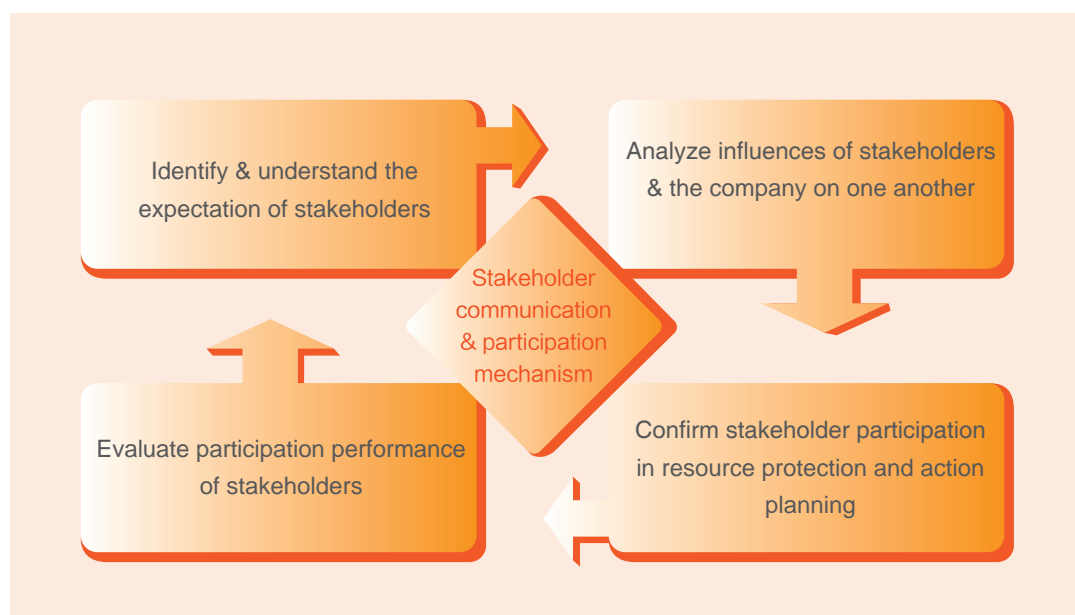 Identify & understand the
expectation of stakeholders
Analyze influences of stakeholders
& the company on one another
Stakeholder
communication
& participation
mechanism
Evaluate participation performance
of stakeholders
Confirm stakeholder participation
in resource protection and action
planning